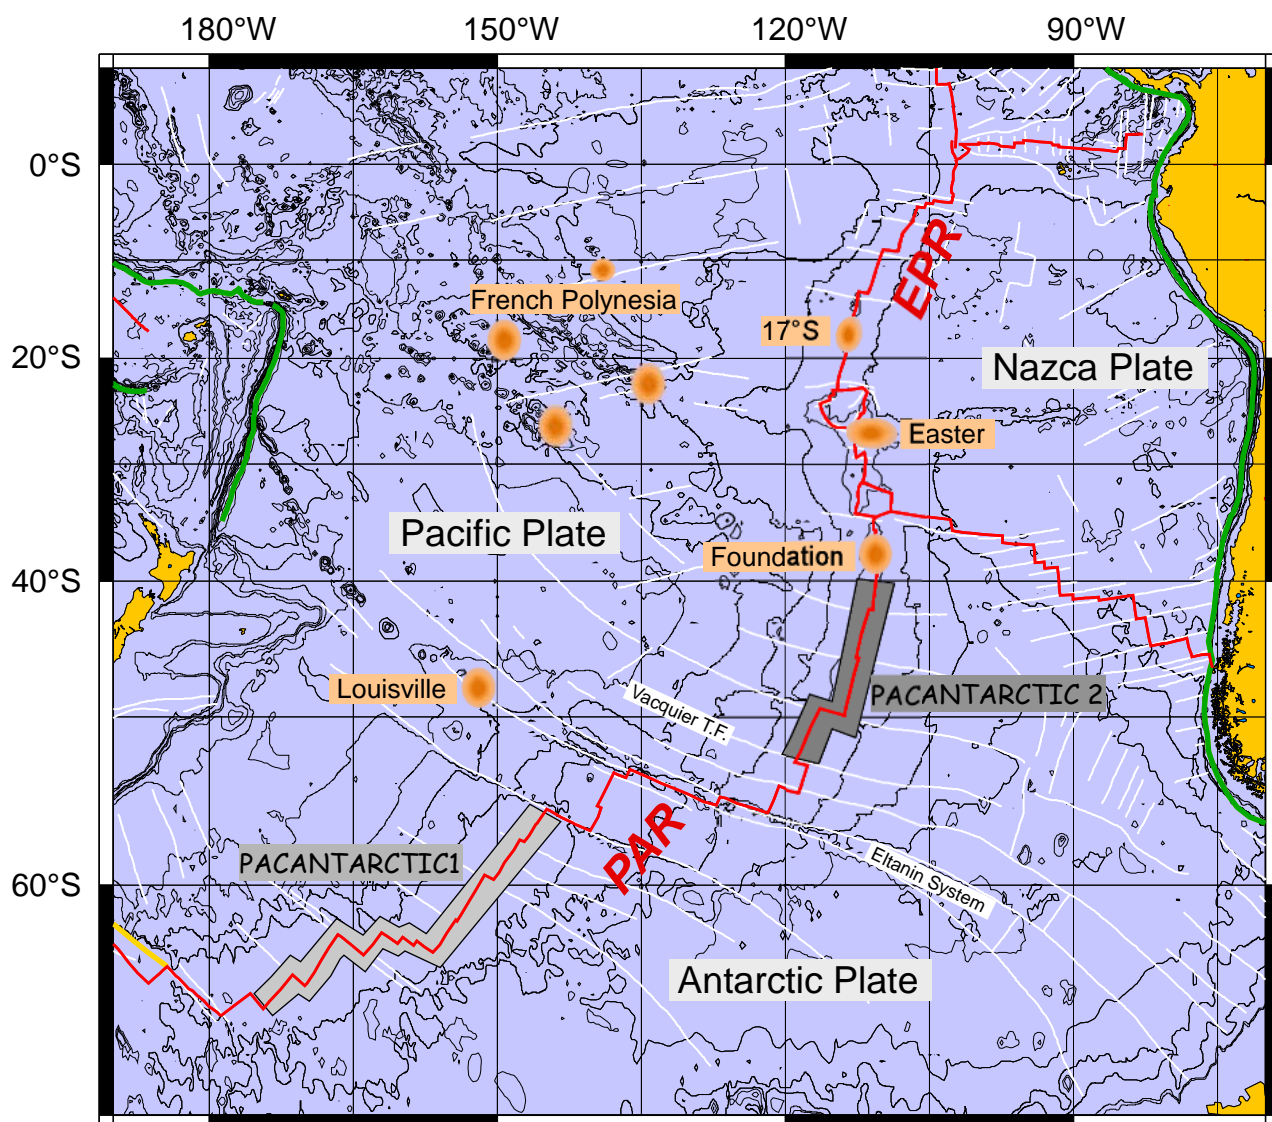 180°W 150°W 120°W 90°W
0°S
EPR
French Polynesia
17°S
20°S
Nazca Plate
Easter
Pacific Plate
Foundation
40°S
Louisville
PACANTARCTIC 2
Vacquier T.F.
PAR
PACANTARCTIC1
Eltanin System
60°S
Antarctic Plate